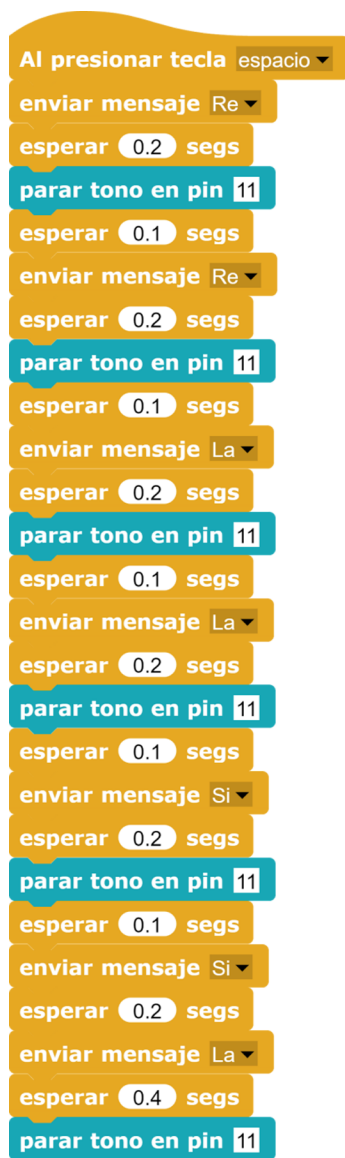 Al presionar tecla espacio
enviar mensaje Re
esperar 0.2 segs
parar tono en pin 11
esperar 0.1 segs
enviar mensaje Re
esperar 0.2 segs
parar tono en pin 11
esperar 0.1 segs
enviar mensaje La
esperar 0.2 segs
parar tono en pin 11
esperar 0.1 segs
enviar mensaje La
esperar 0.2 segs
parar tono en pin 11
esperar 0.1 segs
enviar mensaje Si
esperar 0.2 segs
parar tono en pin 11
esperar 0.1 segs
enviar mensaje Si
esperar 0.2 segs
enviar mensaje La
esperar 0.4 segs
parar tono en pin 11